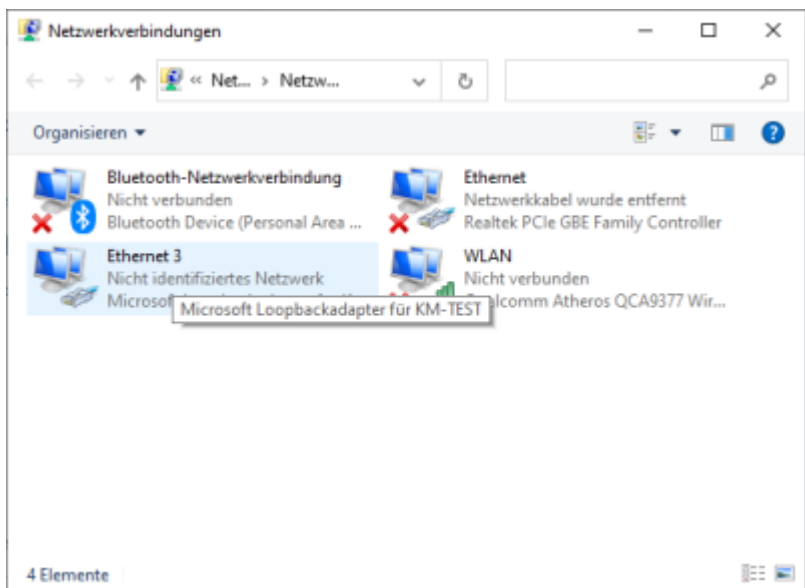 Netzwerkverbindungen
« Net... › Netzw...
Organisieren
Bluetooth-Netzwerkverbindung
Nicht verbunden
Bluetooth Device (Personal Area ...
Ethernet
Netzwerkkabel wurde entfernt
Realtek PCIe GBE Family Controller
Ethernet 3
Nicht identifiziertes Netzwerk
Microsoft Loopbackadapter für KM-TEST
WLAN
Nicht verbunden
Atheros QCA9377 Wir...
4 Elemente